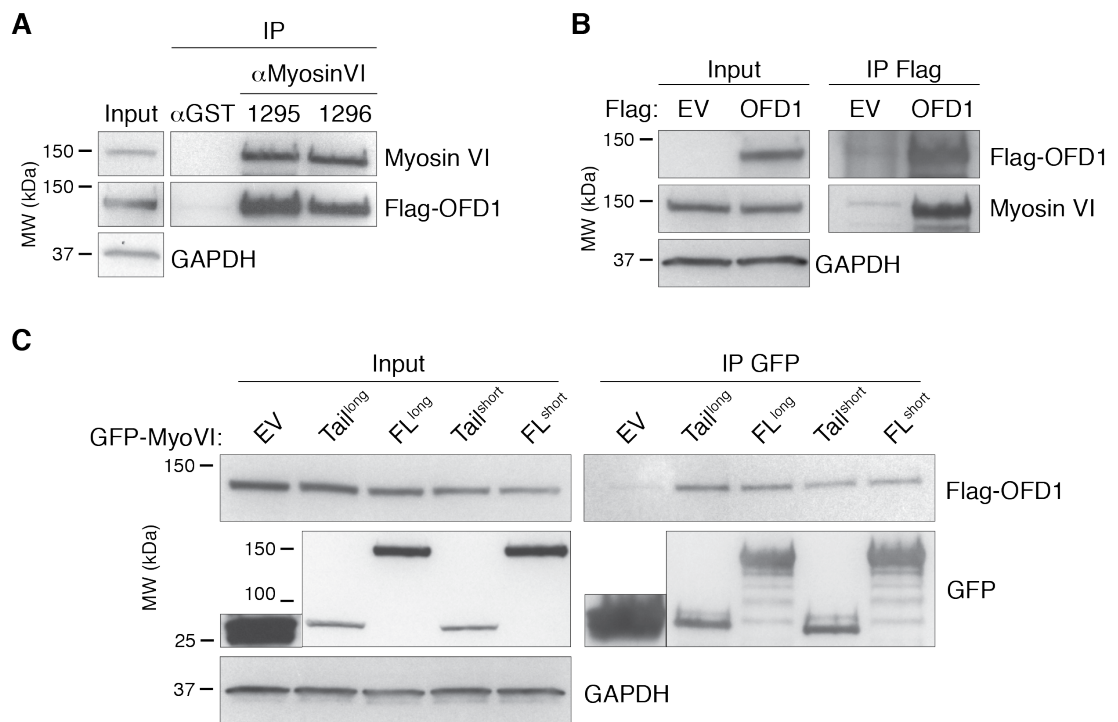 A
IP
αMyosinVI
Input αGST 1295 1296
150 Myosin VI
150
Flag-OFD1
37 GAPDH
MW (kDa)
B
Input IP Flag
Flag: EV OFD1 EV OFD1
150 Flag-OFD1
150 Myosin VI
37 GAPDH
MW (kDa)
C
Input IP GFP
GFP-MyoVI: EV Tail long FL long Tail short FL short EV Tail long FL long Tail short FL short
150
Flag-OFD1
150
100 GFP
25
37 GAPDH
MW (kDa)